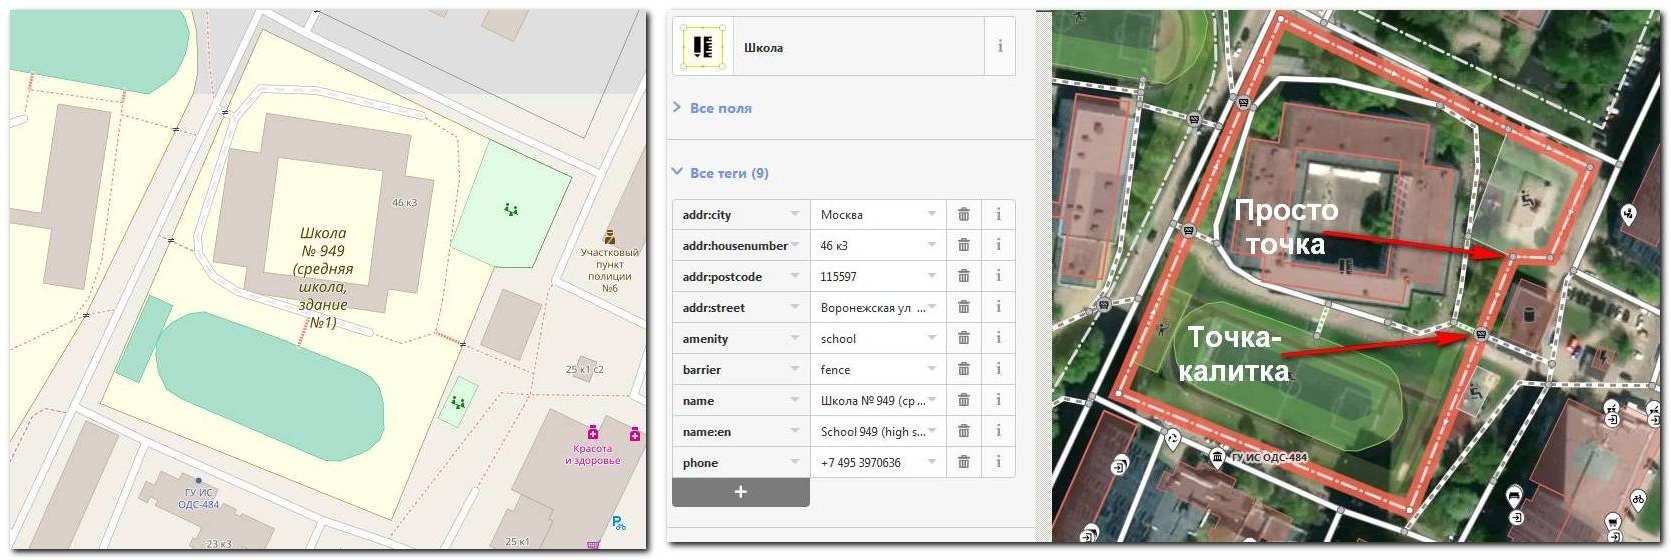 46 к3
Школа
№ 949
(средняя
школа,
здание
№1)
Участковый
пункт
полиции
№6
25 к1 с2
Красота
и здоровье
ГУ ИС
ОДС-484
23 к3
25 к1
Школа
i
Все поля
Все теги (9)
addr:city Москва i
addr:housenumber 46 к3 i
addr:postcode 115597 i
addr:street Воронежская ул ... i
amenity school i
barrier fence i
name Школа № 949 (ср ... i
name:en School 949 (high s... i
phone +7 495 3970636 i
+
Просто
точка
Точка-
калитка
ГУ ИС ОДС-484